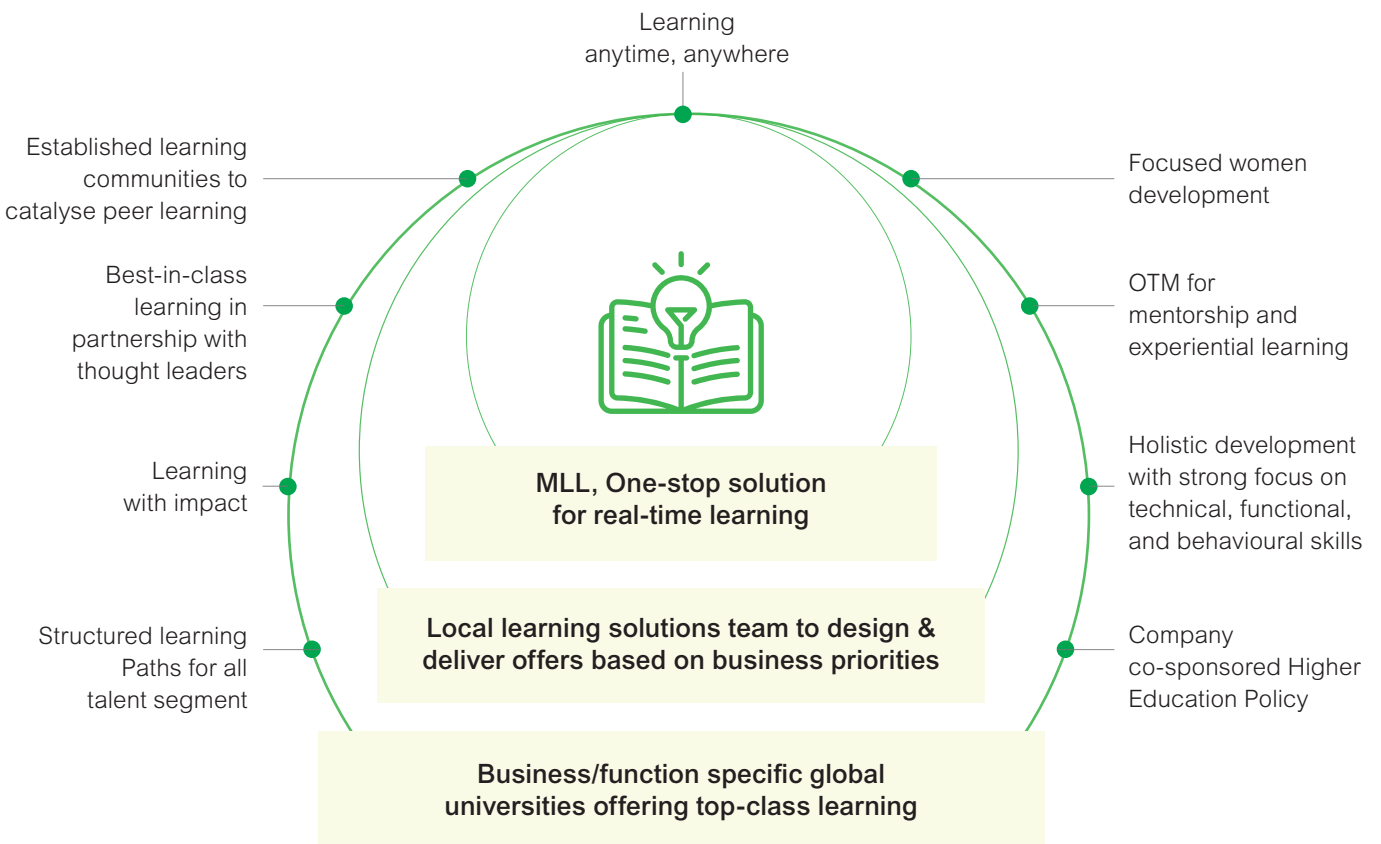 Learning
anytime, anywhere
Established learning
communities to
catalyse peer learning
Best-in-class
learning in
partnership with
thought leaders
Learning
with impact
Structured learning
Paths for all
talent segment
Focused women
development
OTM for
mentorship and
experiential learning
Holistic development
with strong focus on
technical, functional,
and behavioural skills
Company
co-sponsored Higher
Education Policy
MLL, One-stop solution
for real-time learning
Local learning solutions team to design &
deliver offers based on business priorities
Business/function specific global
universities offering top-class learning